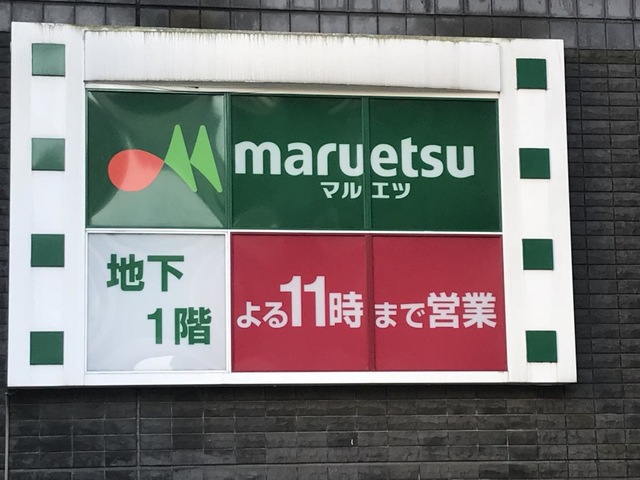 maruetsu
マルエツ
地下
1階
よる11時まで営業